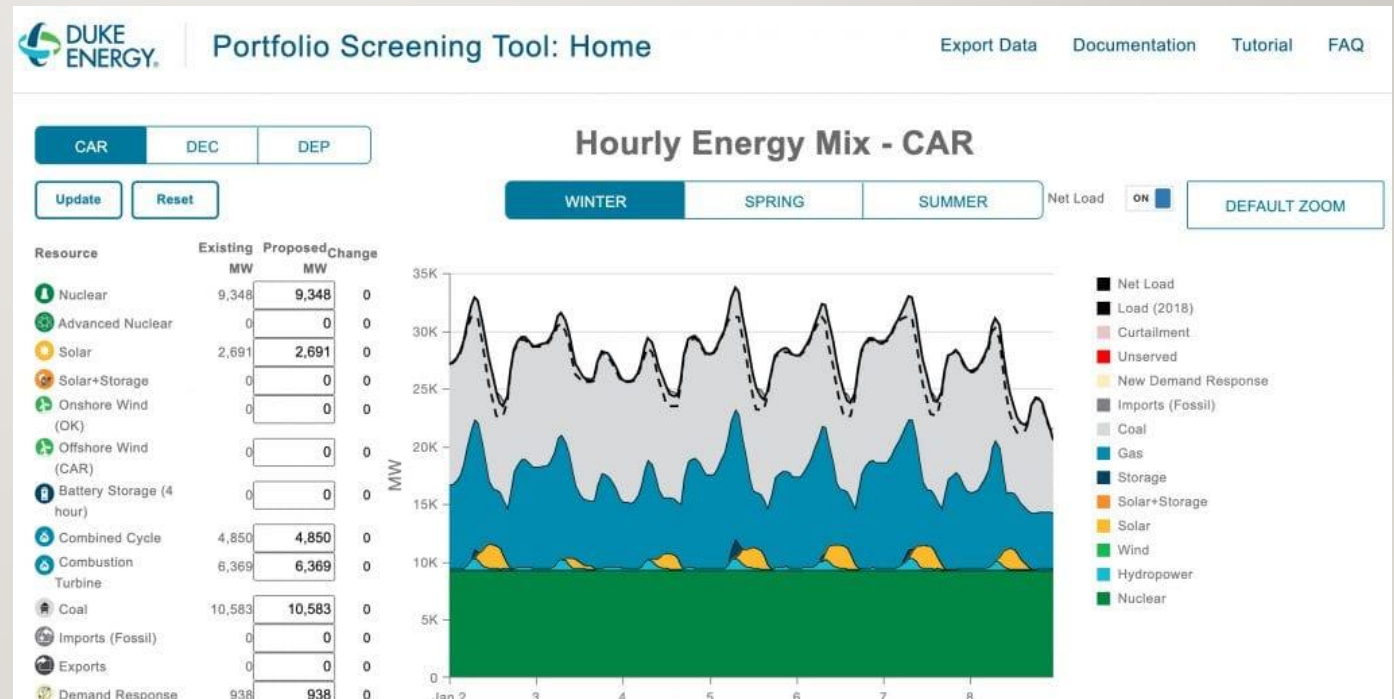 DUKE
ENERGY®
Portfolio Screening Tool: Home
Export Data Documentation Tutorial FAQ
CAR DEC DEP
Hourly Energy Mix - CAR
Update Reset
WINTER SPRING SUMMER Net Load ON DEFAULT ZOOM
Resource Existing MW Proposed MW Change
Nuclear 9,348 9,348 0
Advanced Nuclear 0 0 0
Solar 2,691 2,691 0
Solar+Storage 0 0 0
Onshore Wind 0 0 0
(OK)
Offshore Wind 0 0 0
(CAR)
Battery Storage (4 0 0 0
hour)
Combined Cycle 4,850 4,850 0
Combustion 6,369 6,369 0
Turbine
Coal 10,583 10,583 0
Imports (Fossil) 0 0 0
Exports 0 0 0
Demand Response 938 938 0
MW
35K
30K
25K
20K
15K
10K
5K
0
Jan 2 3 4 5 6 7 8
Net Load
Load (2018)
Curtailment
Unserved
New Demand Response
Imports (Fossil)
Coal
Gas
Storage
Solar+Storage
Solar
Wind
Hydropower
Nuclear